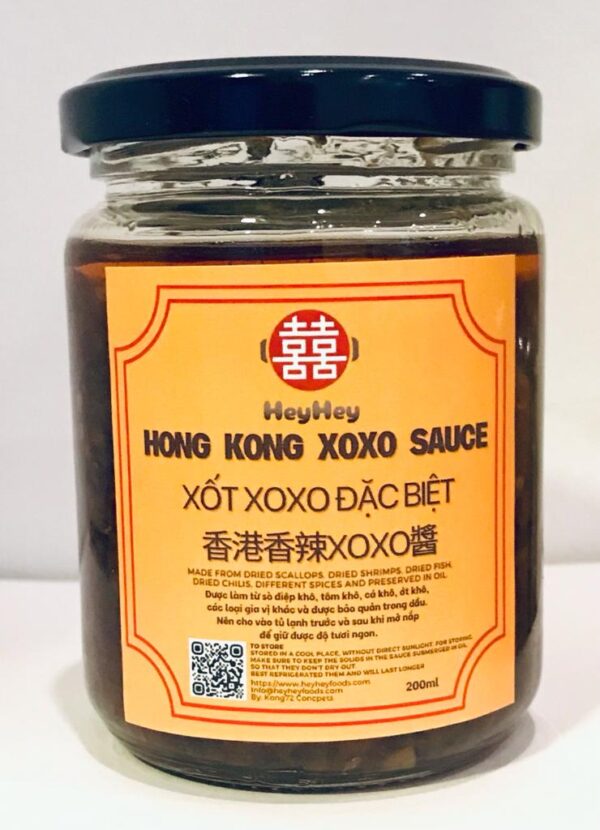 囍
HeyHey
HONG KONG XOXO SAUCE
XỐT XOXO ĐẶC BIỆT
香港香辣XOXO醬
MADE FROM DRIED SCALLOPS, DRIED SHRIMPS, DRIED FISH,
DRIED CHILIS, DIFFERENT SPICES AND PRESERVED IN OIL
Được làm từ sò điệp khô, tôm khô, cá khô, ớt khô,
các loại gia vị khác và được bảo quản trong dầu.
Nên cho vào tủ lạnh trước và sau khi mở nắp
để giữ được độ tươi ngon.
TO STORE
STORED IN A COOL PLACE, WITHOUT DIRECT SUNLIGHT. FOR STORING,
MAKE SURE TO KEEP THE SOLIDS IN THE SAUCE SUBMERGED IN OIL
SO THAT THEY DON'T DRY OUT
BEST REFRIGERATED THEM AND WILL LAST LONGER
https://www.heyheyfoods.com
Info@heyheyfoods.com
By: Kong72 Concpets
200ml